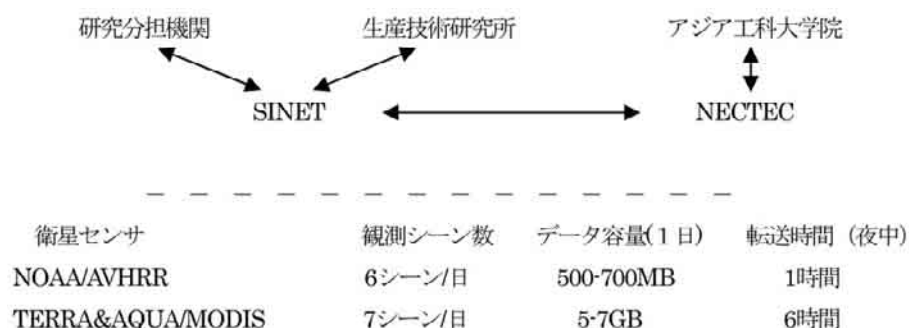 研究分担機関 生産技術研究所 アジア工科大学院
SINET NECTEC
衛星センサ 観測シーン数 データ容量(1日) 転送時間（夜中）
NOAA/AVHRR 6シーン/日 500-700MB 1時間
TERRA&AQUA/MODIS 7シーン/日 5-7GB 6時間